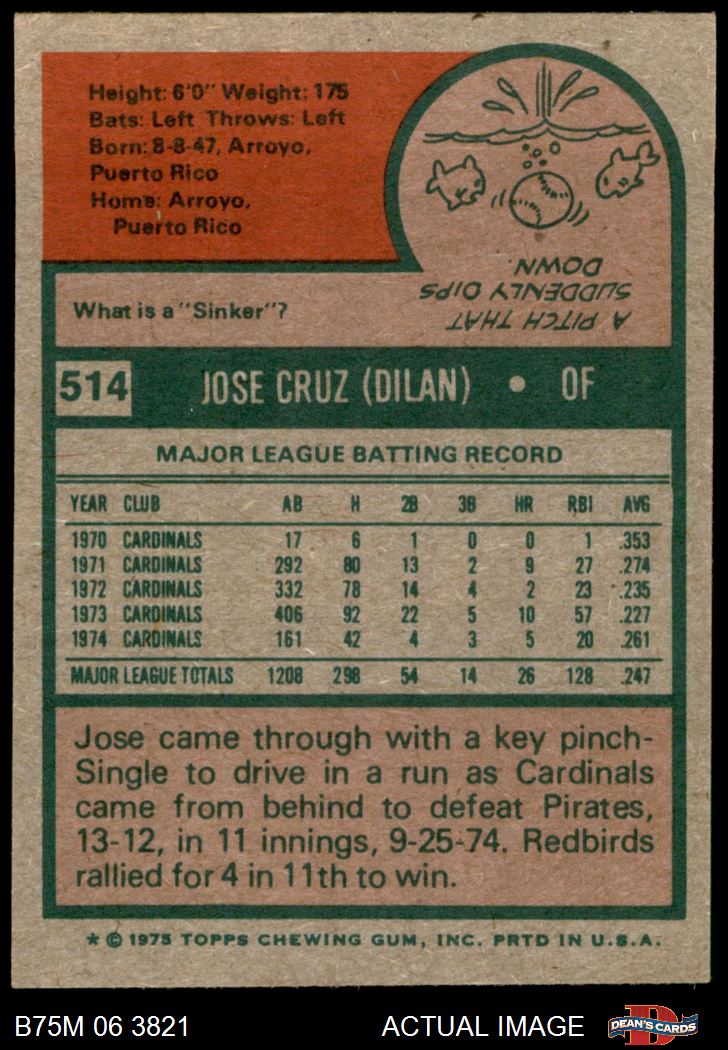 Height: 6'0" Weight: 175
Bats: Left Throws: Left
Born: 8-8-47, Arroyo,
Puerto Rico
Home: Arroyo,
Puerto Rico
What is a "Sinker"?
A PITCH THAT
SUDDENLY DIPS
DOWN.
514 JOSE CRUZ (DILAN) • OF
MAJOR LEAGUE BATTING RECORD
YEAR CLUB AB H 2B 3B HR RBI AVG
1970 CARDINALS 17 6 1 0 0 1 .353
1971 CARDINALS 292 80 13 2 9 27 .274
1972 CARDINALS 332 78 14 4 2 23 .235
1973 CARDINALS 406 92 22 5 10 57 .227
1974 CARDINALS 161 42 4 3 5 20 .261
MAJOR LEAGUE TOTALS 1208 298 54 14 26 128 .247
Jose came through with a key pinch-
Single to drive in a run as Cardinals
came from behind to defeat Pirates,
13-12, in 11 innings, 9-25-74. Redbirds
rallied for 4 in 11th to win.
* © 1975 TOPPS CHEWING GUM, INC. PRTD IN U.S.A.
B75M 06 3821 ACTUAL IMAGE D DEAN'S CARDS